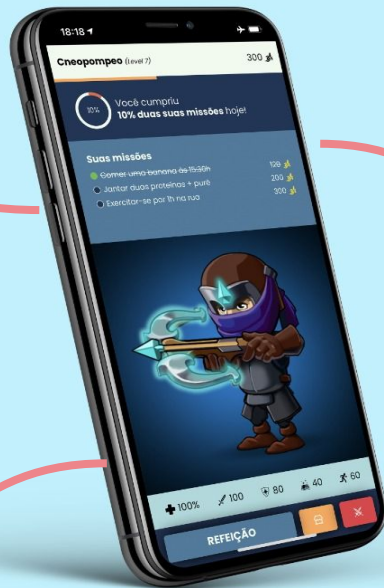 18:18
Cneopompeo (Level 7)
300
10%
Você cumpriu
10% duas suas missões hoje!
Suas missões
Comer uma banana às 15:30h
120
Jantar duas proteínas + purê
200
Exercitar-se por 1h na rua
300
100%
100
80
40
60
REFEIÇÃO